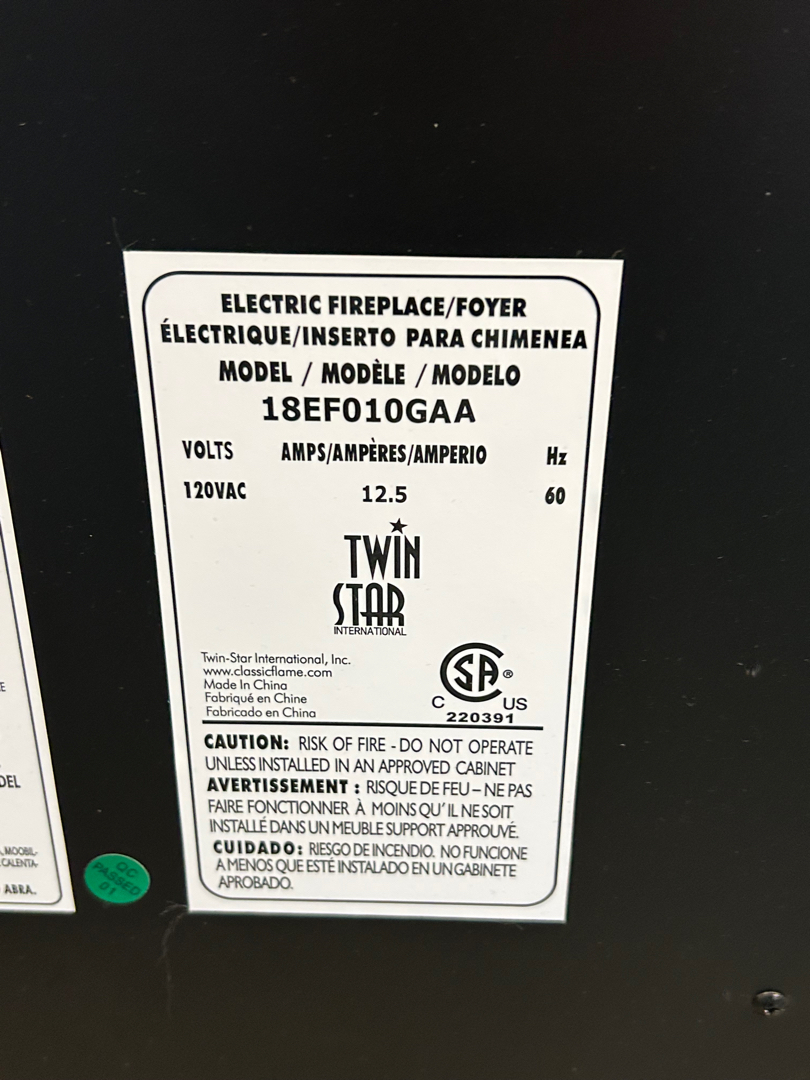 ELECTRIC FIREPLACE/FOYER
ÉLECTRIQUE/INSERTO PARA CHIMENEA
MODEL / MODÈLE / MODELO
18EF010GAA
VOLTS AMPS/AMPÈRES/AMPERIO Hz
120VAC 12.5 60
TWIN
STAR
INTERNATIONAL
Twin-Star International, Inc.
www.classicflame.com
Made In China
Fabriqué en Chine
Fabricado en China
CSA®
C US
220391
CAUTION: RISK OF FIRE - DO NOT OPERATE
UNLESS INSTALLED IN AN APPROVED CABINET
AVERTISSEMENT : RISQUE DE FEU – NE PAS
FAIRE FONCTIONNER À MOINS QU'IL NE SOIT
INSTALLÉ DANS UN MEUBLE SUPPORT APPROUVÉ.
CUIDADO: RIESGO DE INCENDIO. NO FUNCIONE
A MENOS QUE ESTÉ INSTALADO EN UN GABINETE
APROBADO.
QC
PASSED
01
ABRA.